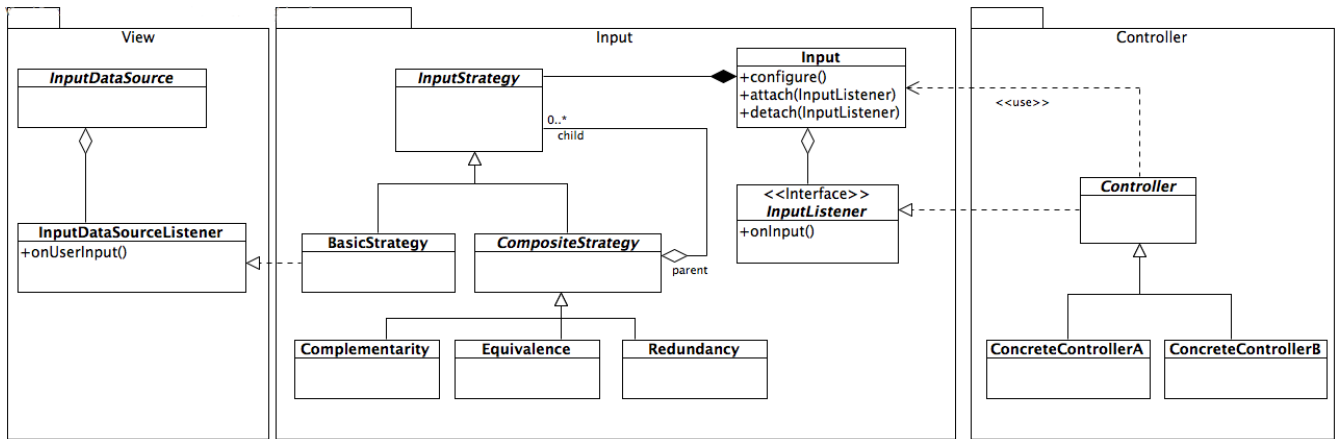 View
InputDataSource
InputDataSourceListener
+onUserInput()
Input
InputStrategy
0..*
child
Input
+configure()
+attach(InputListener)
+detach(InputListener)
<<Interface>>
InputListener
+onInput()
BasicStrategy
CompositeStrategy
parent
Complementarity
Equivalence
Redundancy
Controller
<<use>>
Controller
ConcreteControllerA
ConcreteControllerB